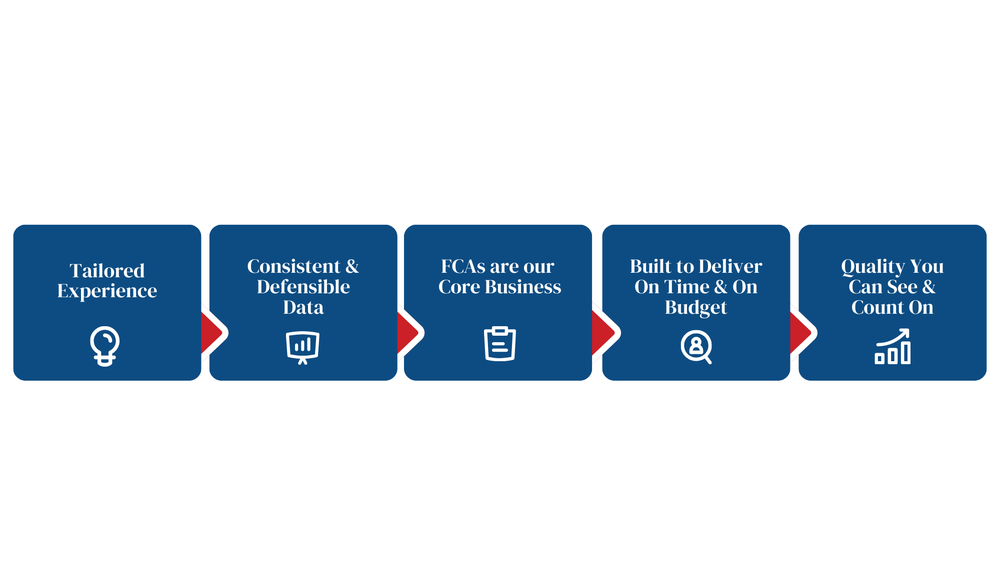 Tailored
Experience
Consistent &
Defensible
Data
FCAs are our
Core Business
Built to Deliver
On Time & On
Budget
Quality You
Can See &
Count On